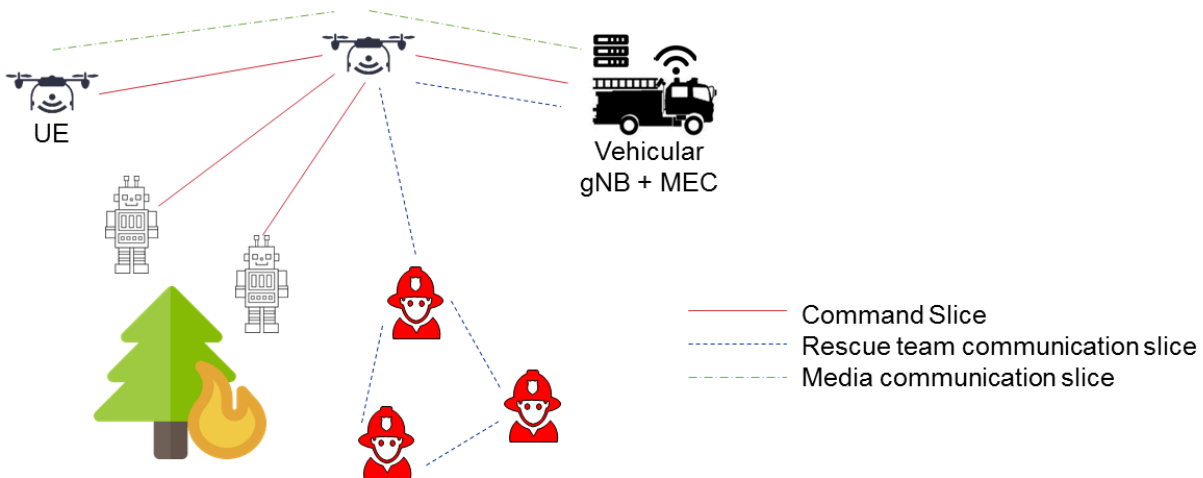 UE
Vehicular
gNB + MEC
Command Slice
Rescue team communication slice
Media communication slice